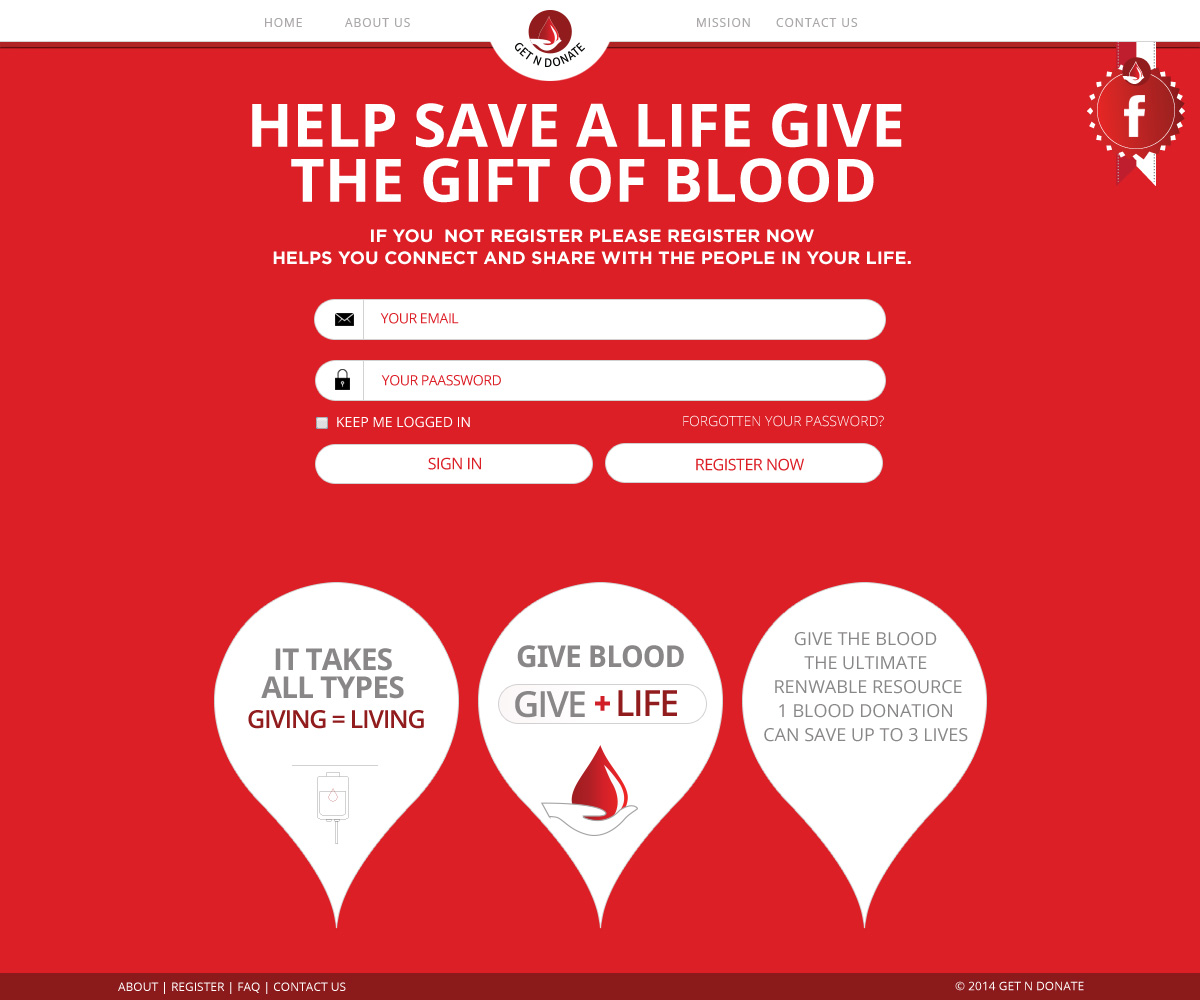 HOME ABOUT US MISSION CONTACT US
GET N DONATE
f
HELP SAVE A LIFE GIVE
THE GIFT OF BLOOD
IF YOU NOT REGISTER PLEASE REGISTER NOW
HELPS YOU CONNECT AND SHARE WITH THE PEOPLE IN YOUR LIFE.
YOUR EMAIL
YOUR PAASSWORD
KEEP ME LOGGED IN FORGOTTEN YOUR PASSWORD?
SIGN IN REGISTER NOW
IT TAKES
ALL TYPES
GIVING = LIVING
GIVE BLOOD
GIVE + LIFE
GIVE THE BLOOD
THE ULTIMATE
RENWABLE RESOURCE
1 BLOOD DONATION
CAN SAVE UP TO 3 LIVES
ABOUT | REGISTER | FAQ | CONTACT US © 2014 GET N DONATE